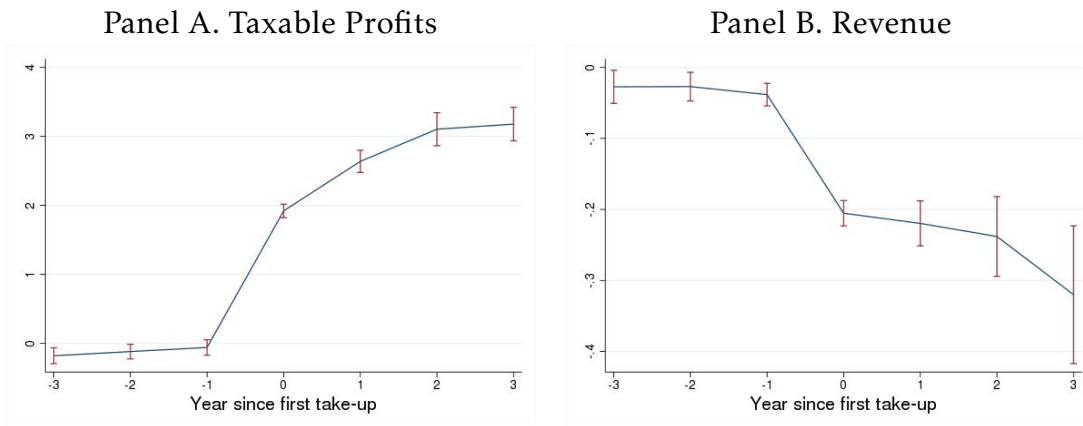 Panel A. Taxable Profits
4
3
2
1
0
-3 -2 -1 0 1 2 3
Year since first take-up
Panel B. Revenue
0
-.1
-.2
-.3
-.4
-3 -2 -1 0 1 2 3
Year since first take-up